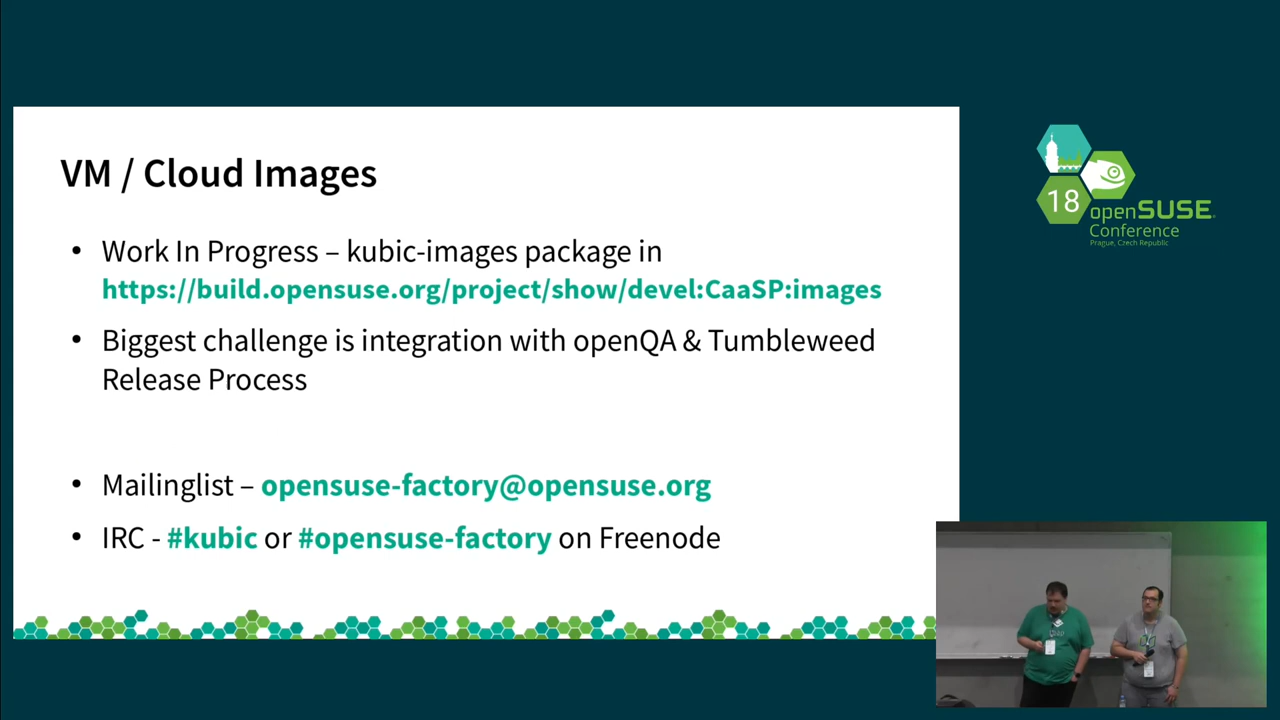 VM / Cloud Images
• Work In Progress – kubic-images package in
https://build.opensuse.org/project/show/devel:CaaSP:images
• Biggest challenge is integration with openQA & Tumbleweed
Release Process
• Mailinglist – opensuse-factory@opensuse.org
• IRC - #kubic or #opensuse-factory on Freenode
18
openSUSE
Conference
Prague, Czech Republic